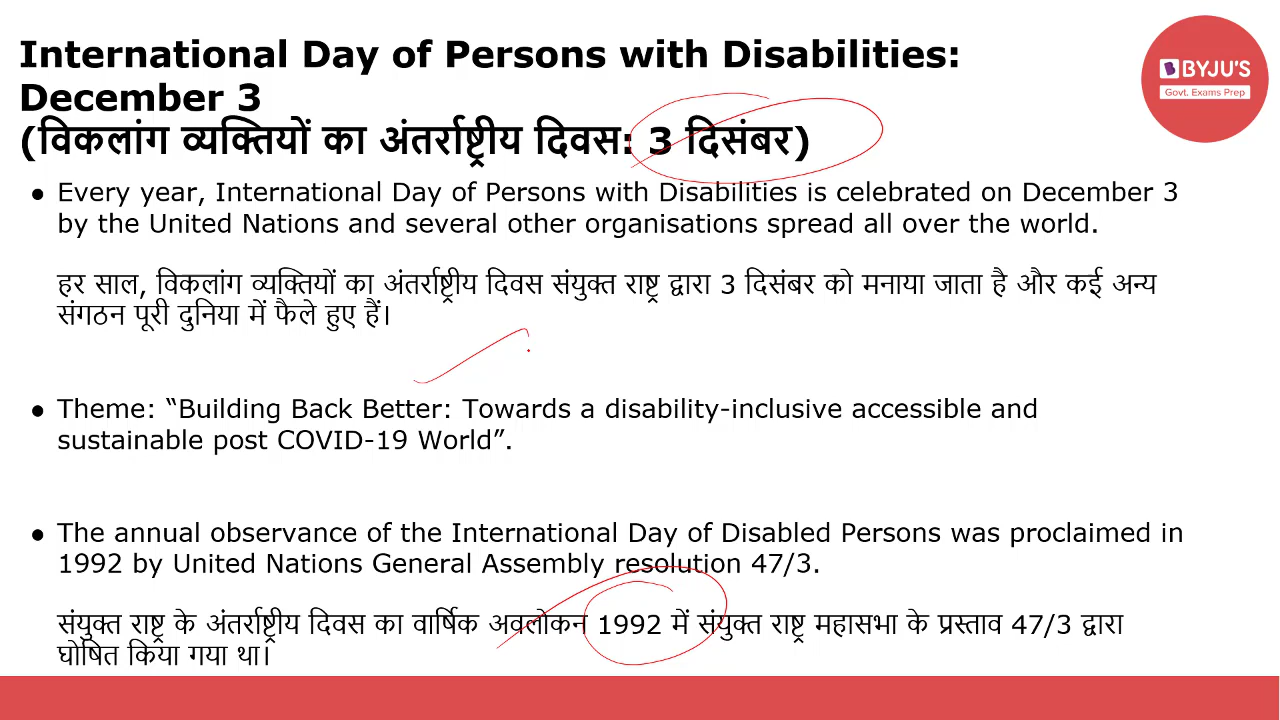 International Day of Persons with Disabilities:
December 3
(विकलांग व्यक्तियों का अंतर्राष्ट्रीय दिवस: 3 दिसंबर)
BYJU'S
Govt. Exams Prep
● Every year, International Day of Persons with Disabilities is celebrated on December 3
by the United Nations and several other organisations spread all over the world.
हर साल, विकलांग व्यक्तियों का अंतर्राष्ट्रीय दिवस संयुक्त राष्ट्र द्वारा 3 दिसंबर को मनाया जाता है और कई अन्य
संगठन पूरी दुनिया में फैले हुए हैं।
● Theme: “Building Back Better: Towards a disability-inclusive accessible and
sustainable post COVID-19 World”.
● The annual observance of the International Day of Disabled Persons was proclaimed in
1992 by United Nations General Assembly resolution 47/3.
संयुक्त राष्ट्र के अंतर्राष्ट्रीय दिवस का वार्षिक अवलोकन 1992 में संयुक्त राष्ट्र महासभा के प्रस्ताव 47/3 द्वारा
घोषित किया गया था।